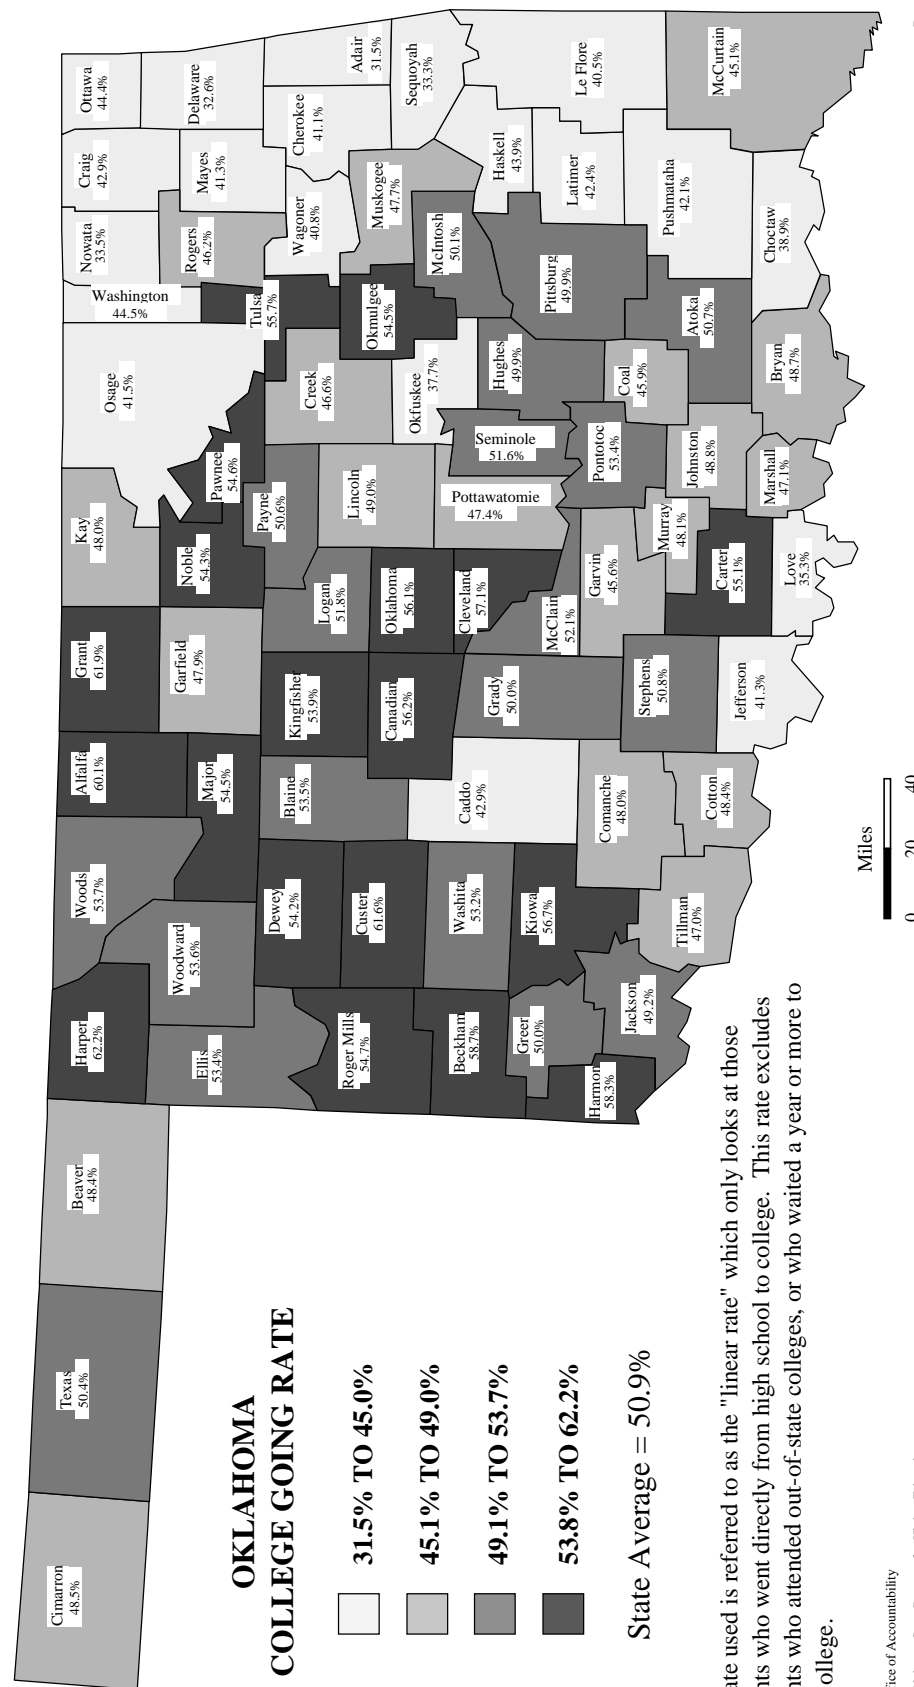 OKLAHOMA
COLLEGE GOING RATE
31.5% TO 45.0%
45.1% TO 49.0%
49.1% TO 53.7%
53.8% TO 62.2%
State Average = 50.9%
Cimarron
48.5%
Texas
50.4%
Beaver
48.4%
Harper
62.2%
Woods
53.7%
Alfalfa
60.1%
Grant
61.9%
Kay
48.0%
Osage
41.5%
Washington
44.5%
Nowata
33.5%
Craig
42.9%
Ottawa
44.4%
Ellis
53.4%
Woodward
53.6%
Major
54.5%
Garfield
47.9%
Noble
54.3%
Pawnee
54.6%
Rogers
46.2%
Mayes
41.3%
Delaware
32.6%
Roger Mills
54.7%
Dewey
54.2%
Blaine
53.5%
Kingfisher
53.9%
Logan
51.8%
Payne
50.6%
Creek
46.6%
Tulsa
55.7%
Wagoner
40.8%
Cherokee
41.1%
Adair
31.5%
Beckham
58.7%
Custer
61.6%
Canadian
56.2%
Oklahoma
56.1%
Lincoln
49.0%
Okfuskee
37.7%
Okmulgee
54.5%
Muskogee
47.7%
Sequoyah
33.3%
Washita
53.2%
Caddo
42.9%
Grady
50.0%
Cleveland
57.1%
McClain
52.1%
Pottawatomie
47.4%
Seminole
51.6%
Hughes
49.9%
McIntosh
50.1%
Haskell
43.9%
Harmon
58.3%
Greer
50.0%
Kiowa
56.7%
Comanche
48.0%
Stephens
50.8%
Garvin
45.6%
Pontotoc
53.4%
Pittsburg
49.9%
Latimer
42.4%
Le Flore
40.5%
Jackson
49.2%
Tillman
47.0%
Cotton
48.4%
Jefferson
41.3%
Carter
55.1%
Murray
48.1%
Johnston
48.8%
Coal
45.9%
Atoka
50.7%
Pushmataha
42.1%
McCurtain
45.1%
Love
35.3%
Marshall
47.1%
Bryan
48.7%
Choctaw
38.9%
Miles
0 20 40
used is referred to as the "linear rate" which only looks at those
who went directly from high school to college. This rate excludes
who attended out-of-state colleges, or who waited a year or more to
of Accountability